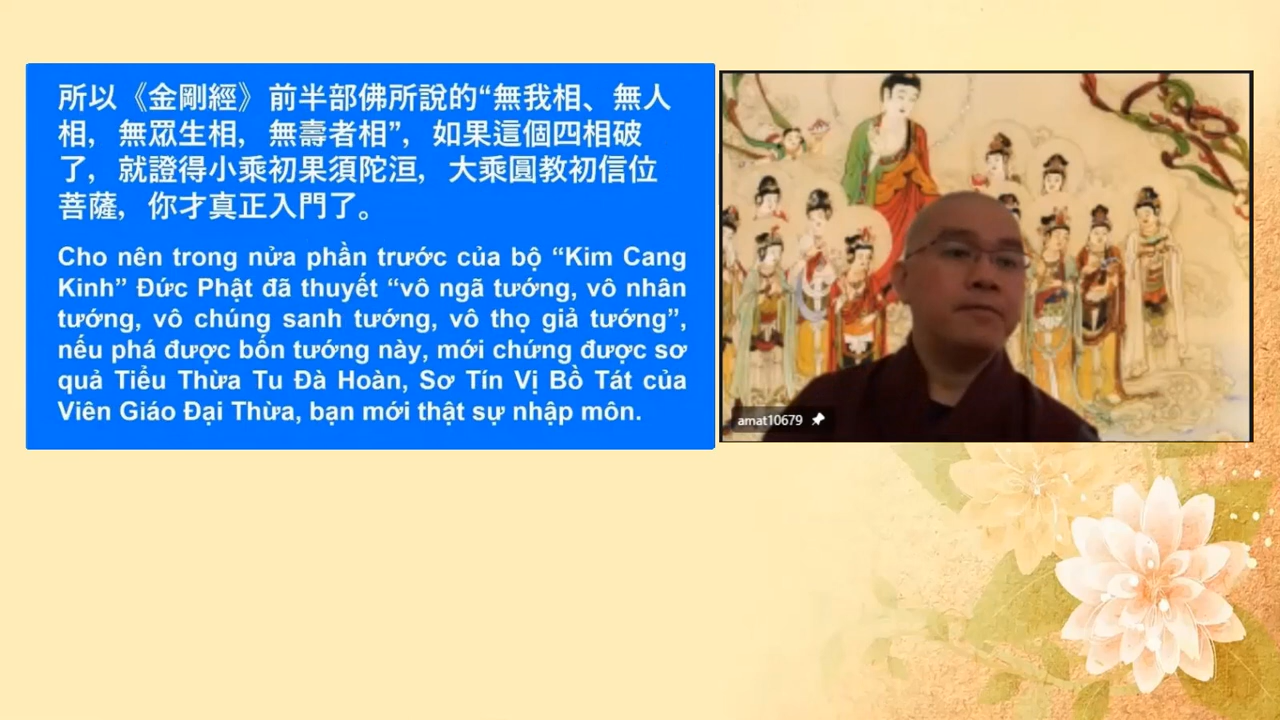 所以《金剛經》前半部佛所說的“無我相、無人
相，無眾生相，無壽者相”，如果這個四相破
了，就證得小乘初果須陀洹，大乘圓教初信位
菩薩，你才真正入門了。
Cho nên trong nửa phần trước của bộ “Kim Cang
Kinh” Đức Phật đã thuyết “vô ngã tướng, vô nhân
tướng, vô chúng sanh tướng, vô thọ giả tướng”,
nếu phá được bốn tướng này, mới chứng được sơ
quả Tiểu Thừa Tu Đà Hoàn, Sơ Tín Vị Bồ Tát của
Viên Giáo Đại Thừa, bạn mới thật sự nhập môn.
amat10679